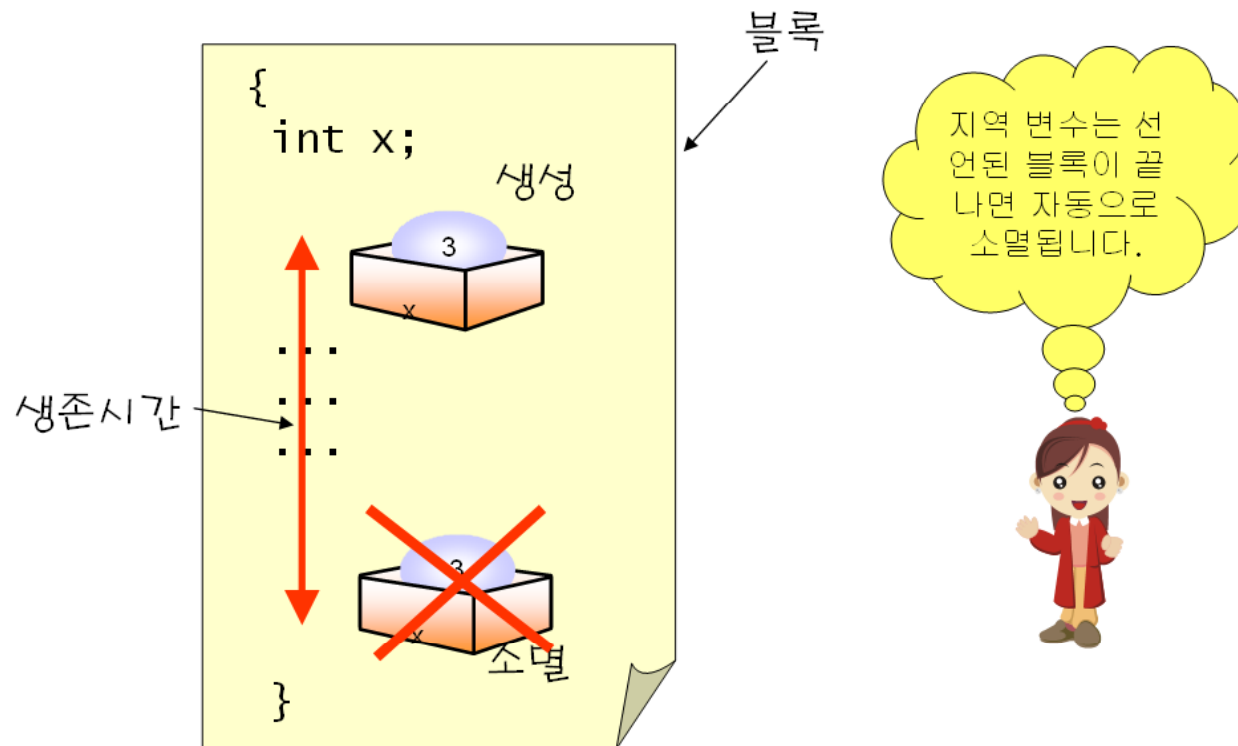 블록
{
int x;
생성
3
x
...
...
...
생존시간
3
x
소멸
}
지역 변수는 선
언된 블록이 끝
나면 자동으로
소멸됩니다.